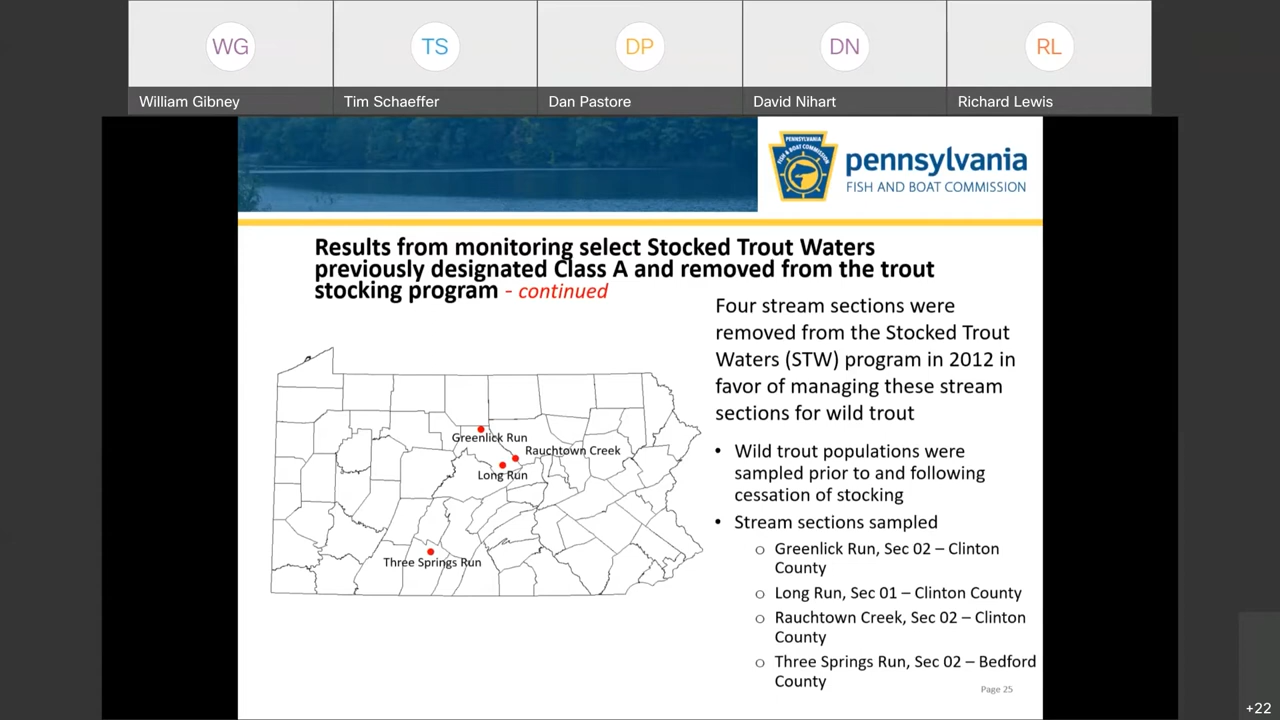 WG
TS
DP
DN
RL
William Gibney
Tim Schaeffer
Dan Pastore
David Nihart
Richard Lewis
PENNSYLVANIA
FISH & BOAT COMMISSION
pennsylvania
FISH AND BOAT COMMISSION
Results from monitoring select Stocked Trout Waters
previously designated Class A and removed from the trout
stocking program - continued
Greenlick Run
Rauchtown Creek
Long Run
Three Springs Run
Four stream sections were
removed from the Stocked Trout
Waters (STW) program in 2012 in
favor of managing these stream
sections for wild trout
• Wild trout populations were
sampled prior to and following
cessation of stocking
• Stream sections sampled
o Greenlick Run, Sec 02 – Clinton
County
o Long Run, Sec 01 – Clinton County
o Rauchtown Creek, Sec 02 – Clinton
County
o Three Springs Run, Sec 02 – Bedford
County
Page 25
+22